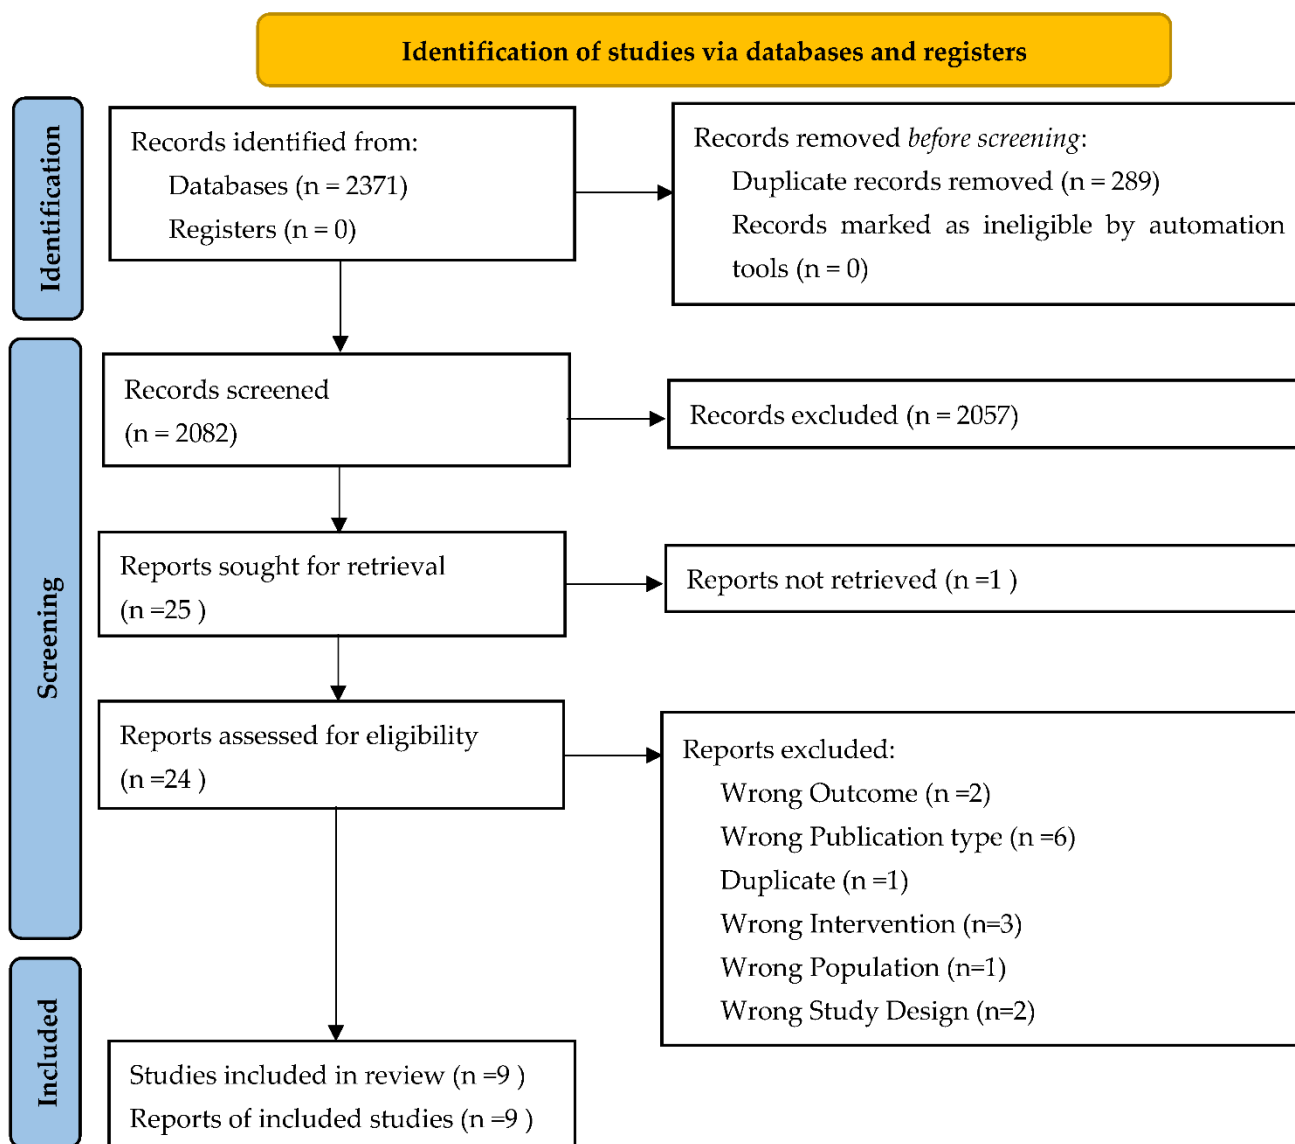 Identification of studies via databases and registers
Identification
Records identified from:
Databases (n = 2371)
Registers (n = 0)
Records removed before screening:
Duplicate records removed (n = 289)
Records marked as ineligible by automation
tools (n = 0)
Screening
Records screened
(n = 2082)
Records excluded (n = 2057)
Reports sought for retrieval
(n =25 )
Reports not retrieved (n =1 )
Reports assessed for eligibility
(n =24 )
Reports excluded:
Wrong Outcome (n =2)
Wrong Publication type (n =6)
Duplicate (n =1)
Wrong Intervention (n=3)
Wrong Population (n=1)
Wrong Study Design (n=2)
Included
Studies included in review (n =9 )
Reports of included studies (n =9 )